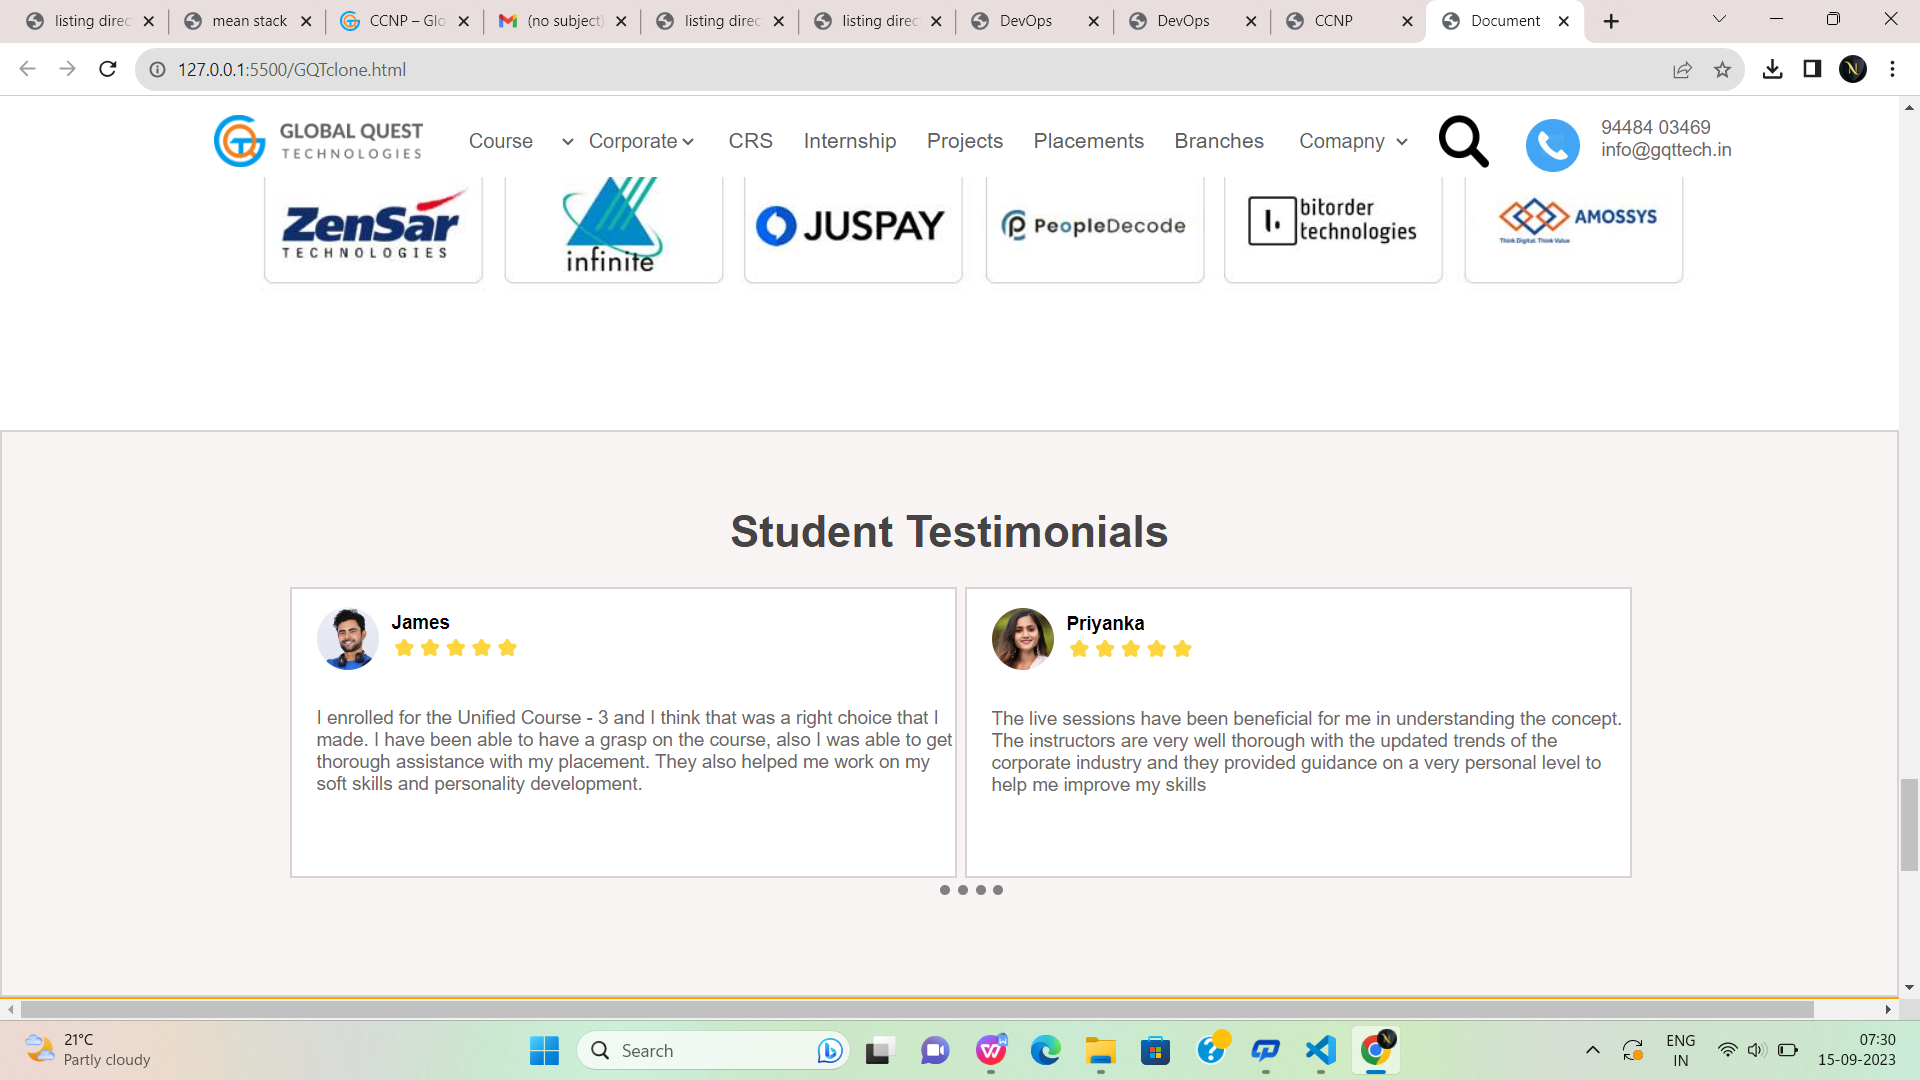 listing direc
mean stack
CCNP – Glo
(no subject)
listing direc
listing direc
DevOps
DevOps
CCNP
Document
127.0.0.1:5500/GQTclone.html
GLOBAL QUEST
TECHNOLOGIES
Course
Corporate
CRS
Internship
Projects
Placements
Branches
Comapny
94484 03469
info@gqttech.in
ZenSar
TECHNOLOGIES
infinite
JUSPAY
PeopleDecode
bitorder
technologies
AMOSSYS
Think Digital. Think Value
Student Testimonials
James
I enrolled for the Unified Course - 3 and I think that was a right choice that I
made. I have been able to have a grasp on the course, also I was able to get
thorough assistance with my placement. They also helped me work on my
soft skills and personality development.
Priyanka
The live sessions have been beneficial for me in understanding the concept.
The instructors are very well thorough with the updated trends of the
corporate industry and they provided guidance on a very personal level to
help me improve my skills
21°C
Partly cloudy
Search
ENG
IN
07:30
15-09-2023